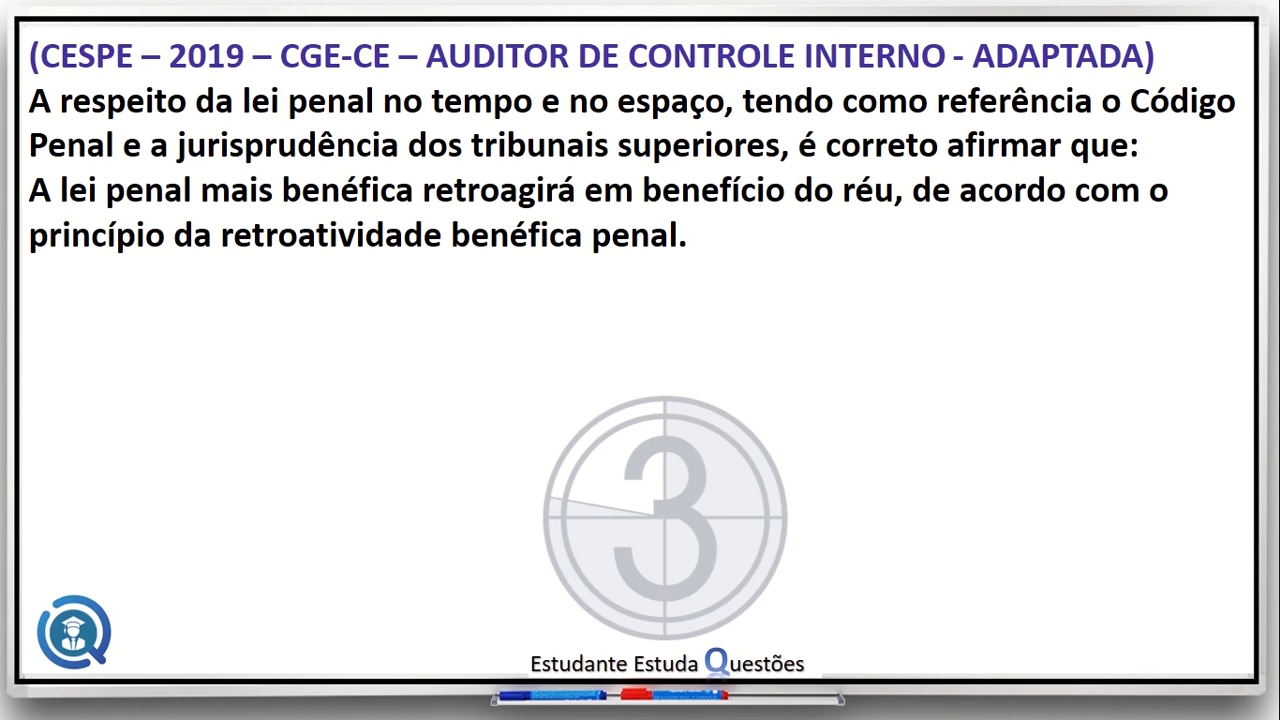 (CESPE – 2019 – CGE-CE – AUDITOR DE CONTROLE INTERNO - ADAPTADA)
A respeito da lei penal no tempo e no espaço, tendo como referência o Código
Penal e a jurisprudência dos tribunais superiores, é correto afirmar que:
A lei penal mais benéfica retroagirá em benefício do réu, de acordo com o
princípio da retroatividade benéfica penal.
3
Estudante Estuda Questões